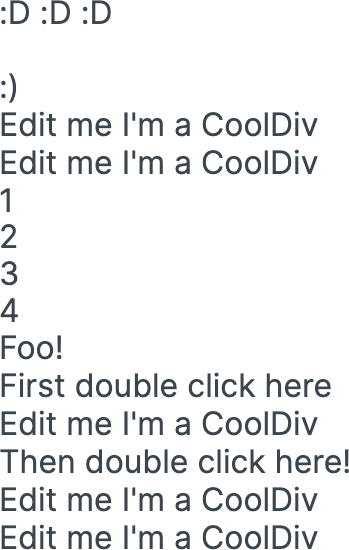 :D :D :D
:)
Edit me I'm a CoolDiv
Edit me I'm a CoolDiv
1
2
3
4
Foo!
First double click here
Edit me I'm a CoolDiv
Then double click here!
Edit me I'm a CoolDiv
Edit me I'm a CoolDiv